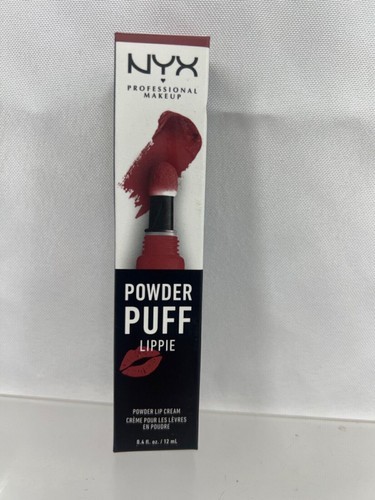 NYX
PROFESSIONAL
MAKEUP
POWDER
PUFF
LIPPIE
POWDER LIP CREAM
CRÈME POUR LES LÈVRES
EN POUDRE
0.4 fl. oz. / 12 mL